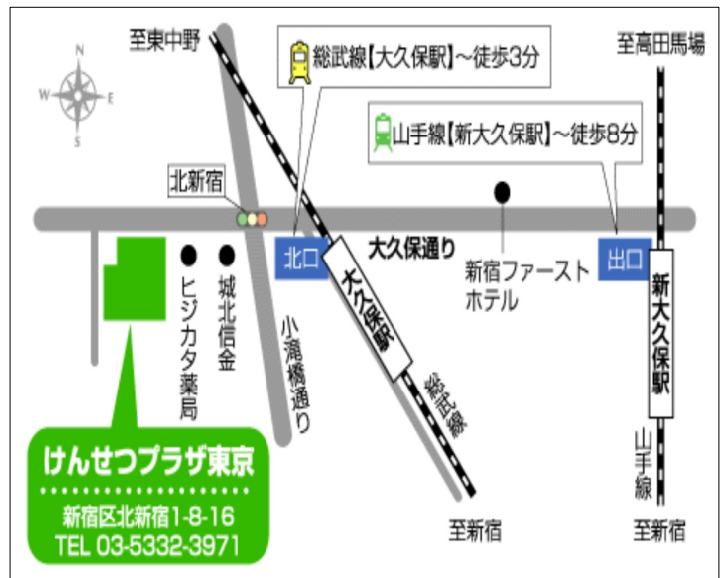 至東中野
総武線【大久保駅】～徒歩3分
至高田馬場
N
W
E
S
山手線【新大久保駅】～徒歩8分
北新宿
北口
大久保通り
出口
新宿ファースト
ホテル
大久保駅
新大久保駅
ヒジカタ薬局
城北信金
小滝橋通り
総武線
山手線
けんせつプラザ東京
新宿区北新宿1-8-16
TEL 03-5332-3971
至新宿
至新宿